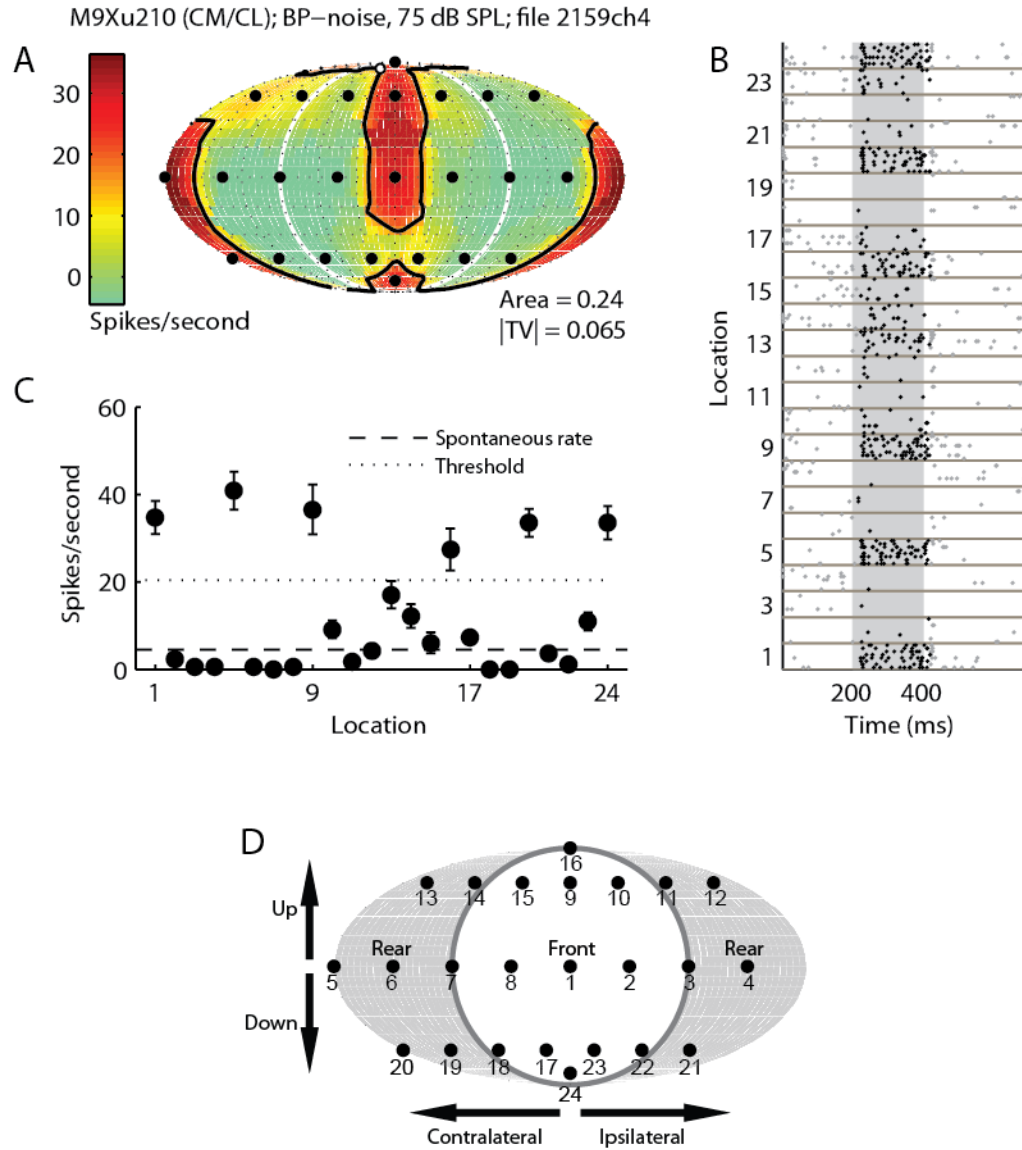 M9Xu210 (CM/CL); BP−noise, 75 dB SPL; file 2159ch4
A
30
20
10
0
Spikes/second
Area = 0.24
|TV| = 0.065
B
23
21
19
17
15
13
11
9
7
5
3
1
Location
200 400
Time (ms)
C
60
40
20
0
Spikes/second
Spontaneous rate
Threshold
1 9 17 24
Location
D
Up
Down
16
13 14 15 9 10 11 12
Rear Front Rear
5 6 7 8 1 2 3 4
20 19 18 17 23 22 21
24
Contralateral Ipsilateral